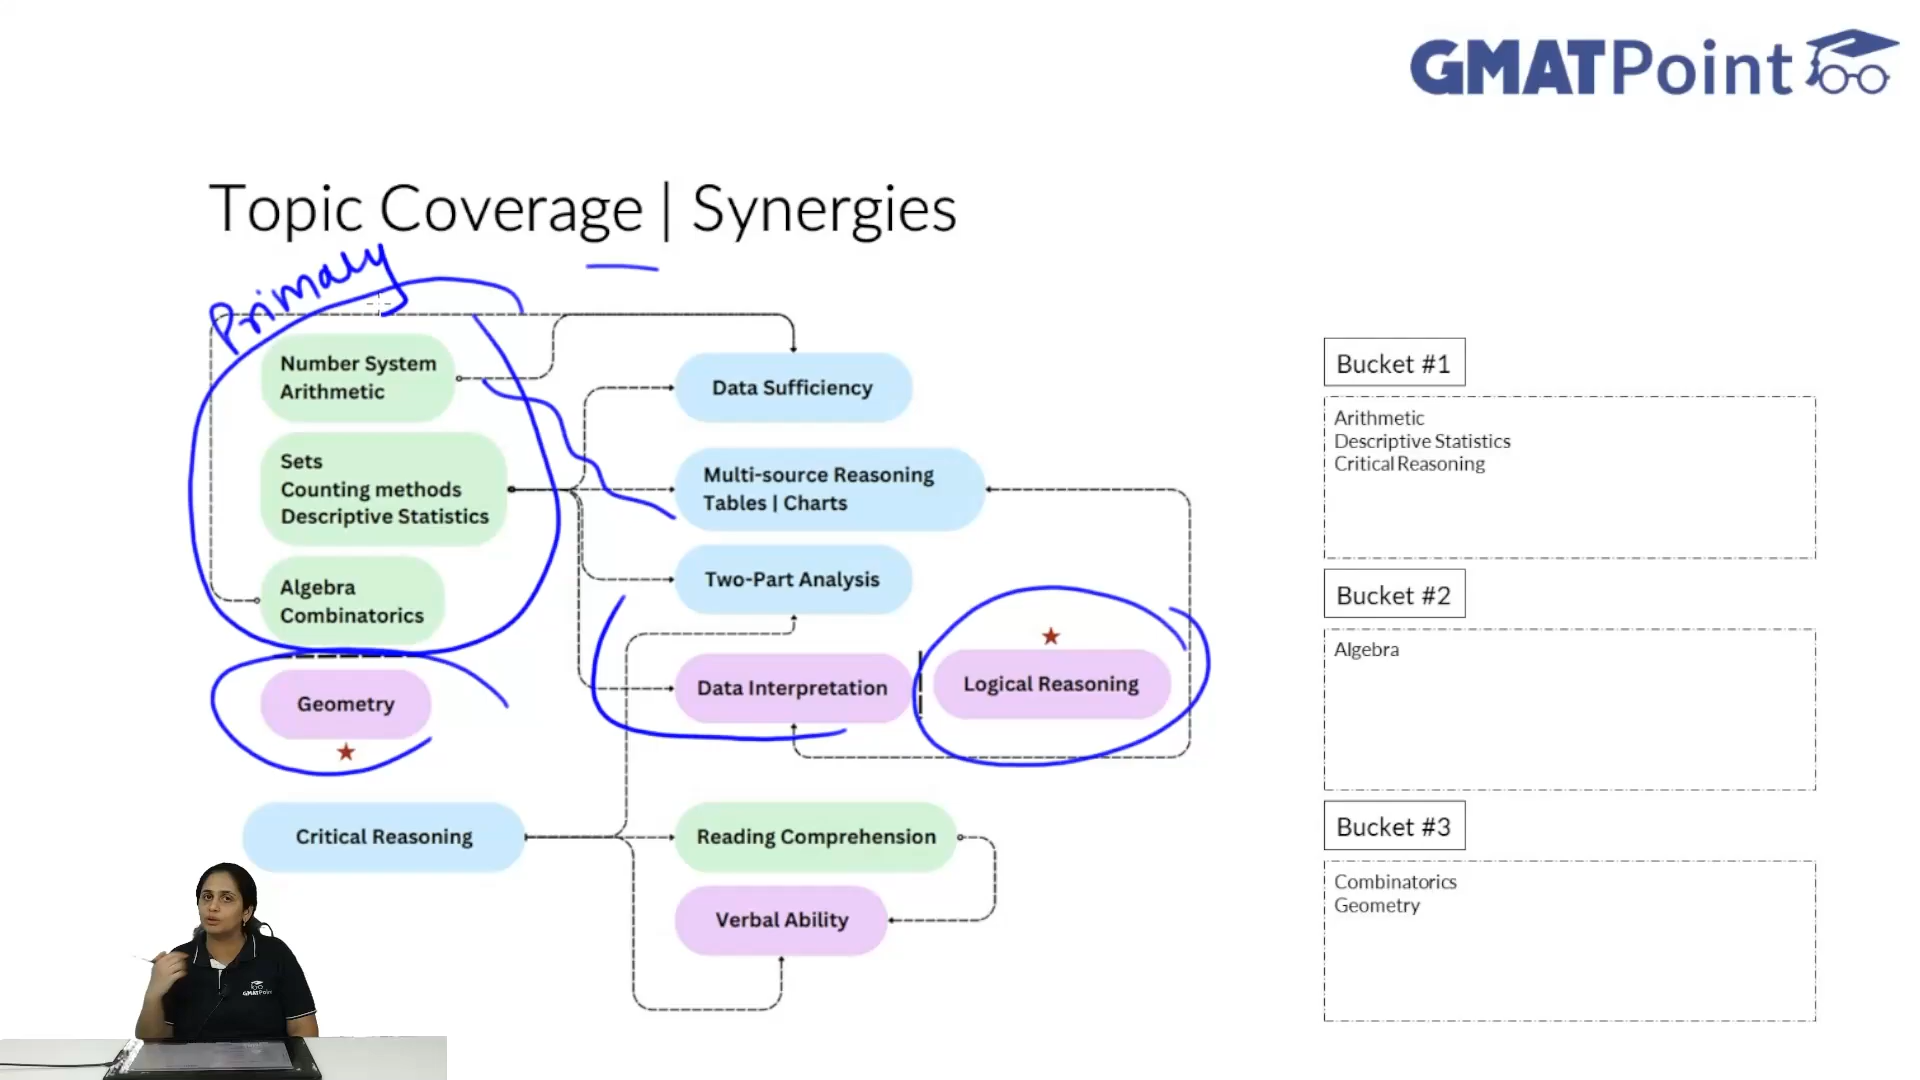 GMATPoint
Topic Coverage | Synergies
Primary
Number System
Arithmetic
Sets
Counting methods
Descriptive Statistics
Algebra
Combinatorics
Geometry
Critical Reasoning
Data Sufficiency
Multi-source Reasoning
Tables | Charts
Two-Part Analysis
Data Interpretation
Logical Reasoning
Reading Comprehension
Verbal Ability
Bucket #1
Arithmetic
Descriptive Statistics
Critical Reasoning
Bucket #2
Algebra
Bucket #3
Combinatorics
Geometry
GMATPoint